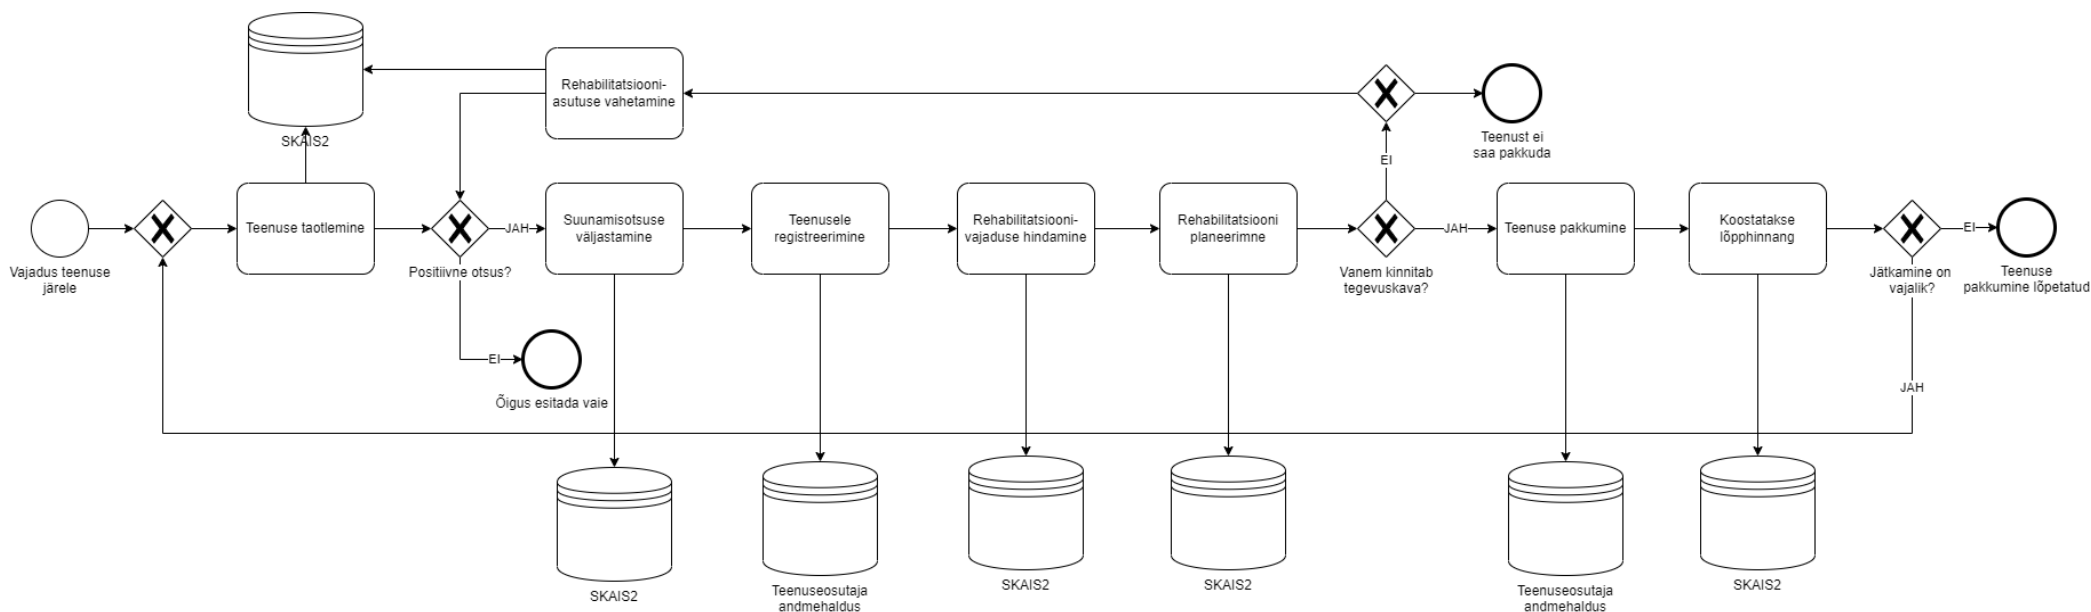 Rehabilitatsiooni-
asutuse vahetamine
SKAIS2
Teenust ei
saa pakkuda
EI
Vajadus teenuse
järele
Teenuse taotlemine
Positiivne otsus?
JAH
Suunamisotsuse
väljastamine
Teenusele
registreerimine
Rehabilitatsiooni-
vajaduse hindamine
Rehabilitatsiooni
planeerimne
Vanem kinnitab
tegevuskava?
JAH
Teenuse pakkumine
Koostatakse
lõpphinnang
Jätkamine on
vajalik?
EI
Teenuse
pakkumine lõpetatud
EI
Õigus esitada vaie
JAH
SKAIS2
Teenuseosutaja
andmehaldus
SKAIS2
SKAIS2
Teenuseosutaja
andmehaldus
SKAIS2